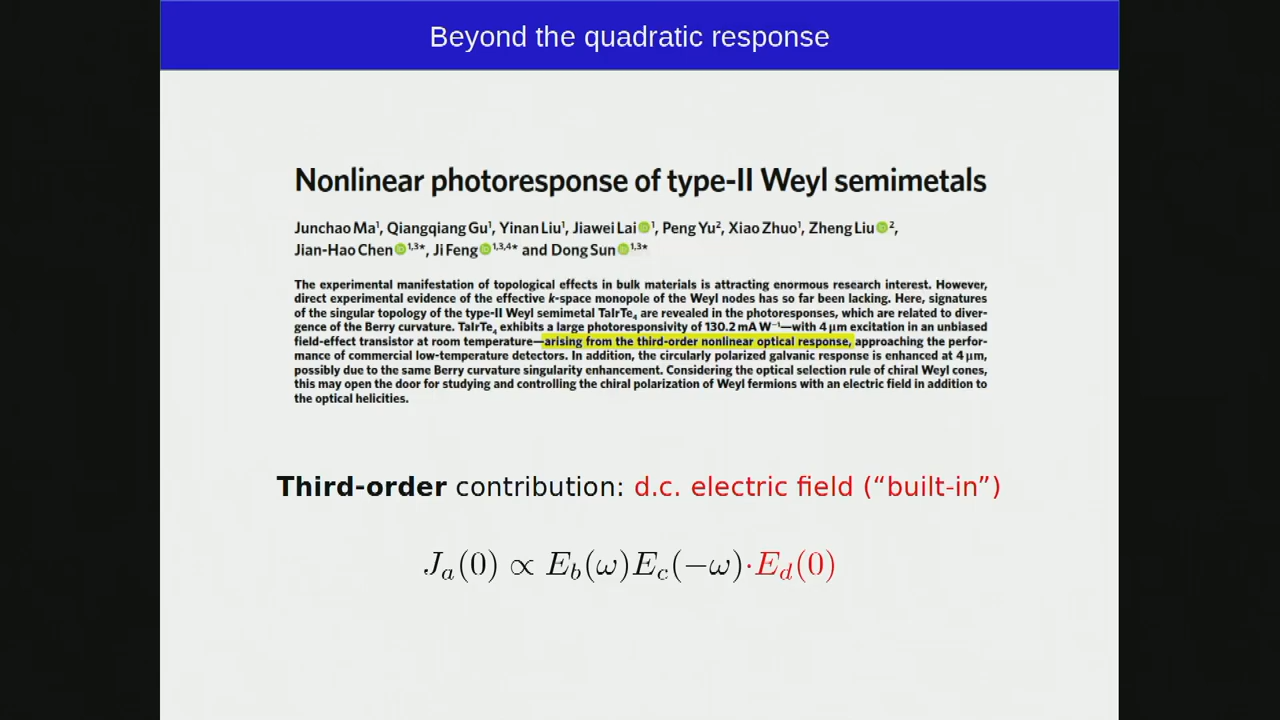 Beyond the quadratic response
Nonlinear photoresponse of type-II Weyl semimetals
Junchao Ma¹, Qiangqiang Gu¹, Yinan Liu¹, Jiawei Lai¹, Peng Yu², Xiao Zhuo¹, Zheng Liu²,
Jian-Hao Chen¹,³*, Ji Feng¹,³,⁴* and Dong Sun¹,³*
The experimental manifestation of topological effects in bulk materials is attracting enormous research interest. However,
direct experimental evidence of the effective k-space monopole of the Weyl nodes has so far been lacking. Here, signatures
of the singular topology of the type-II Weyl semimetal TaIrTe₄ are revealed in the photoresponses, which are related to diver-
gence of the Berry curvature. TaIrTe₄ exhibits a large photoresponsivity of 130.2 mA W⁻¹—with 4 μm excitation in an unbiased
field-effect transistor at room temperature—arising from the third-order nonlinear optical response, approaching the perfor-
mance of commercial low-temperature detectors. In addition, the circularly polarized galvanic response is enhanced at 4 μm,
possibly due to the same Berry curvature singularity enhancement. Considering the optical selection rule of chiral Weyl cones,
this may open the door for studying and controlling the chiral polarization of Weyl fermions with an electric field in addition to
the optical helicities.
Third-order contribution: d.c. electric field (“built-in”)
J_a(0) ∝ E_b(ω)E_c(−ω)·E_d(0)